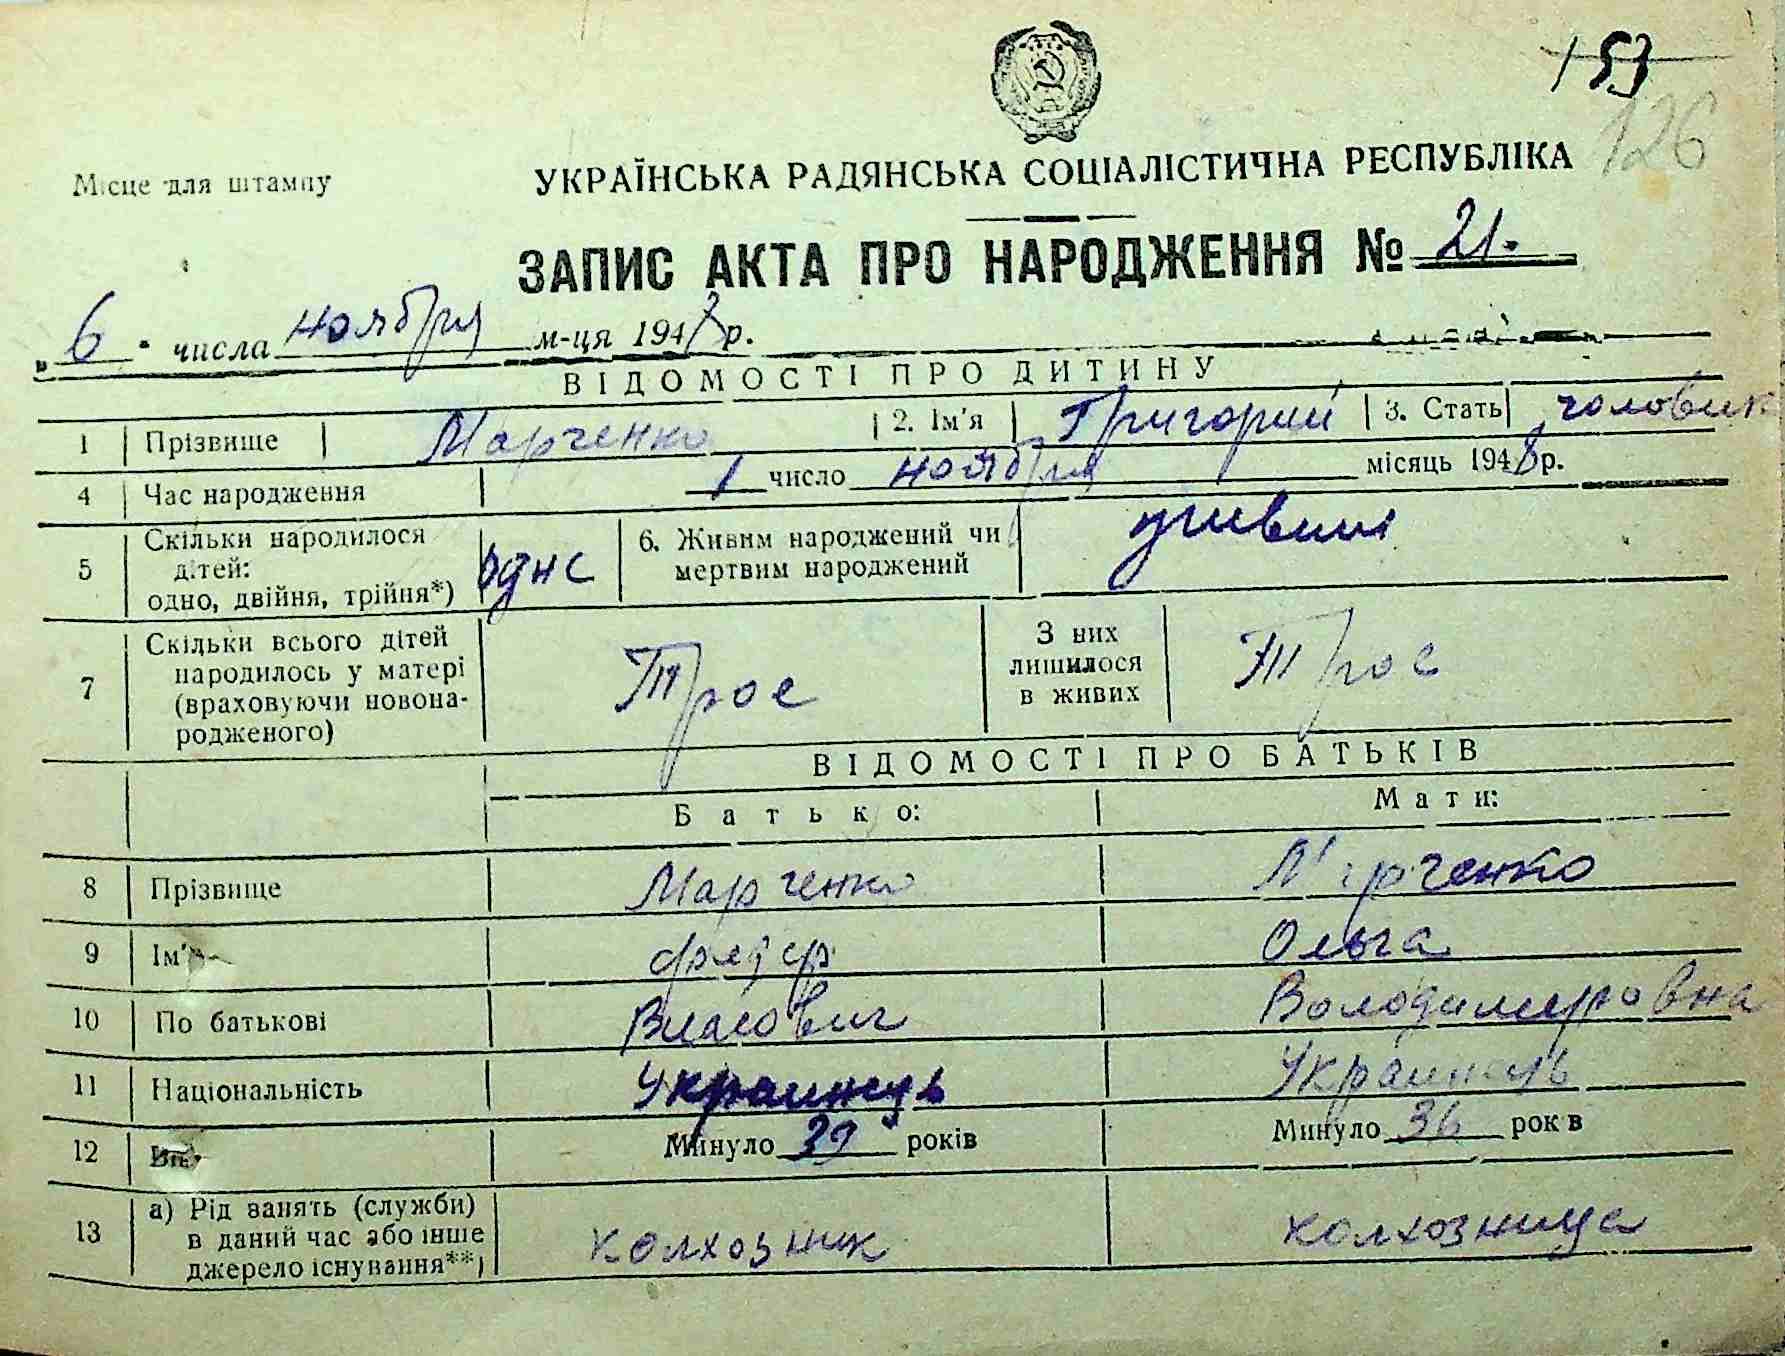 153
126
Місце для штампу
УКРАЇНСЬКА РАДЯНСЬКА СОЦІАЛІСТИЧНА РЕСПУБЛІКА
ЗАПИС АКТА ПРО НАРОДЖЕННЯ № 21.
„6" числа ноября м-ця 1948 р.
ВІДОМОСТІ ПРО ДИТИНУ
1 Прізвище Марченко 2. Ім'я Григорий 3. Стать чоловик
4 Час народження 1 число ноября місяць 1948 р.
5 Скільки народилося дітей: одно, двійня, трійня*) одне 6. Живим народжений чи мертвим народжений живим
7 Скільки всього дітей народилось у матері (враховуючи новонародженого) Трое З них лишилося в живих Трое
ВІДОМОСТІ ПРО БАТЬКІВ
Батько: Мати:
8 Прізвище Марченко Марченко
9 Ім'я Ольга
10 По батькові Власович Володимировна
11 Національність Украинець Украинець
12 Вік Минуло 39 років Минуло 36 років
13 а) Рід занять (служби) в даний час або інше джерело існування**) колхозник колхозница